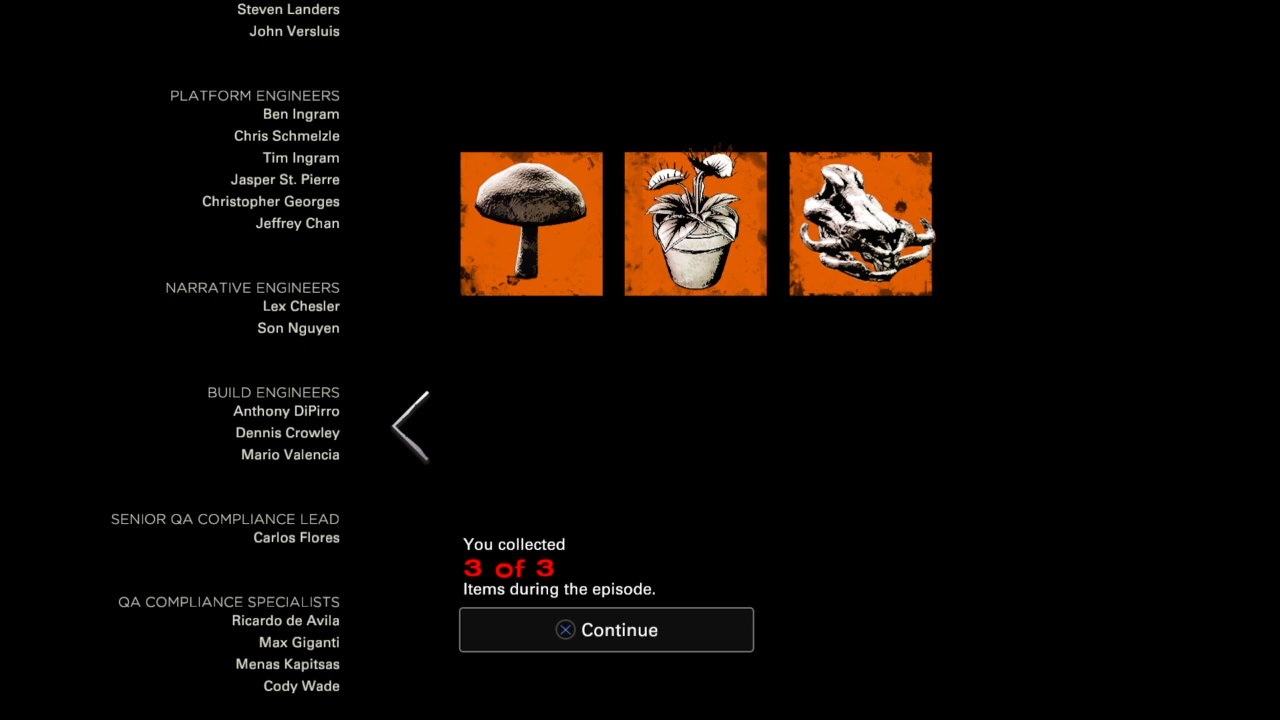 Steven Landers
John Versluis
PLATFORM ENGINEERS
Ben Ingram
Chris Schmelzle
Tim Ingram
Jasper St. Pierre
Christopher Georges
Jeffrey Chan
NARRATIVE ENGINEERS
Lex Chesler
Son Nguyen
BUILD ENGINEERS
Anthony DiPirro
Dennis Crowley
Mario Valencia
SENIOR QA COMPLIANCE LEAD
Carlos Flores
QA COMPLIANCE SPECIALISTS
Ricardo de Avila
Max Giganti
Menas Kapitsas
Cody Wade
You collected
3 of 3
Items during the episode.
Continue